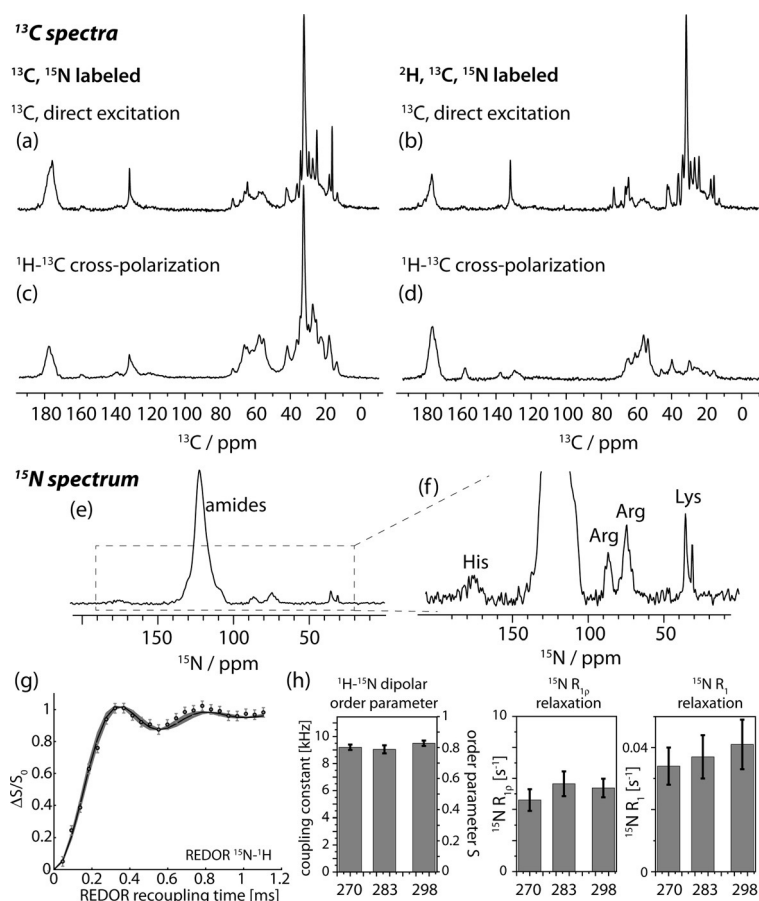 ¹³C spectra
¹³C, ¹⁵N labeled
¹³C, direct excitation
(a)
²H, ¹³C, ¹⁵N labeled
¹³C, direct excitation
(b)
¹H-¹³C cross-polarization
(c)
¹H-¹³C cross-polarization
(d)
180 160 140 120 100 80 60 40 20 0
¹³C / ppm
180 160 140 120 100 80 60 40 20 0
¹³C / ppm
¹⁵N spectrum
(e)
amides
150 100 50
¹⁵N / ppm
(f)
His
Arg
Arg
Lys
150 100 50
¹⁵N / ppm
(g)
ΔS/S₀
1
0.8
0.6
0.4
0.2
0
REDOR ¹⁵N-¹H
0 0.2 0.4 0.6 0.8 1 1.2
REDOR recoupling time [ms]
(h)
¹H-¹⁵N dipolar
order parameter
coupling constant [kHz]
10
8
6
4
2
0
1
0.8
0.6
0.4
0.2
0
order parameter S
270 283 298
¹⁵N R₁ρ
relaxation
¹⁵N R₁ρ [s⁻¹]
10
5
0
270 283 298
¹⁵N R₁
relaxation
¹⁵N R₁ [s⁻¹]
0.04
0
270 283 298